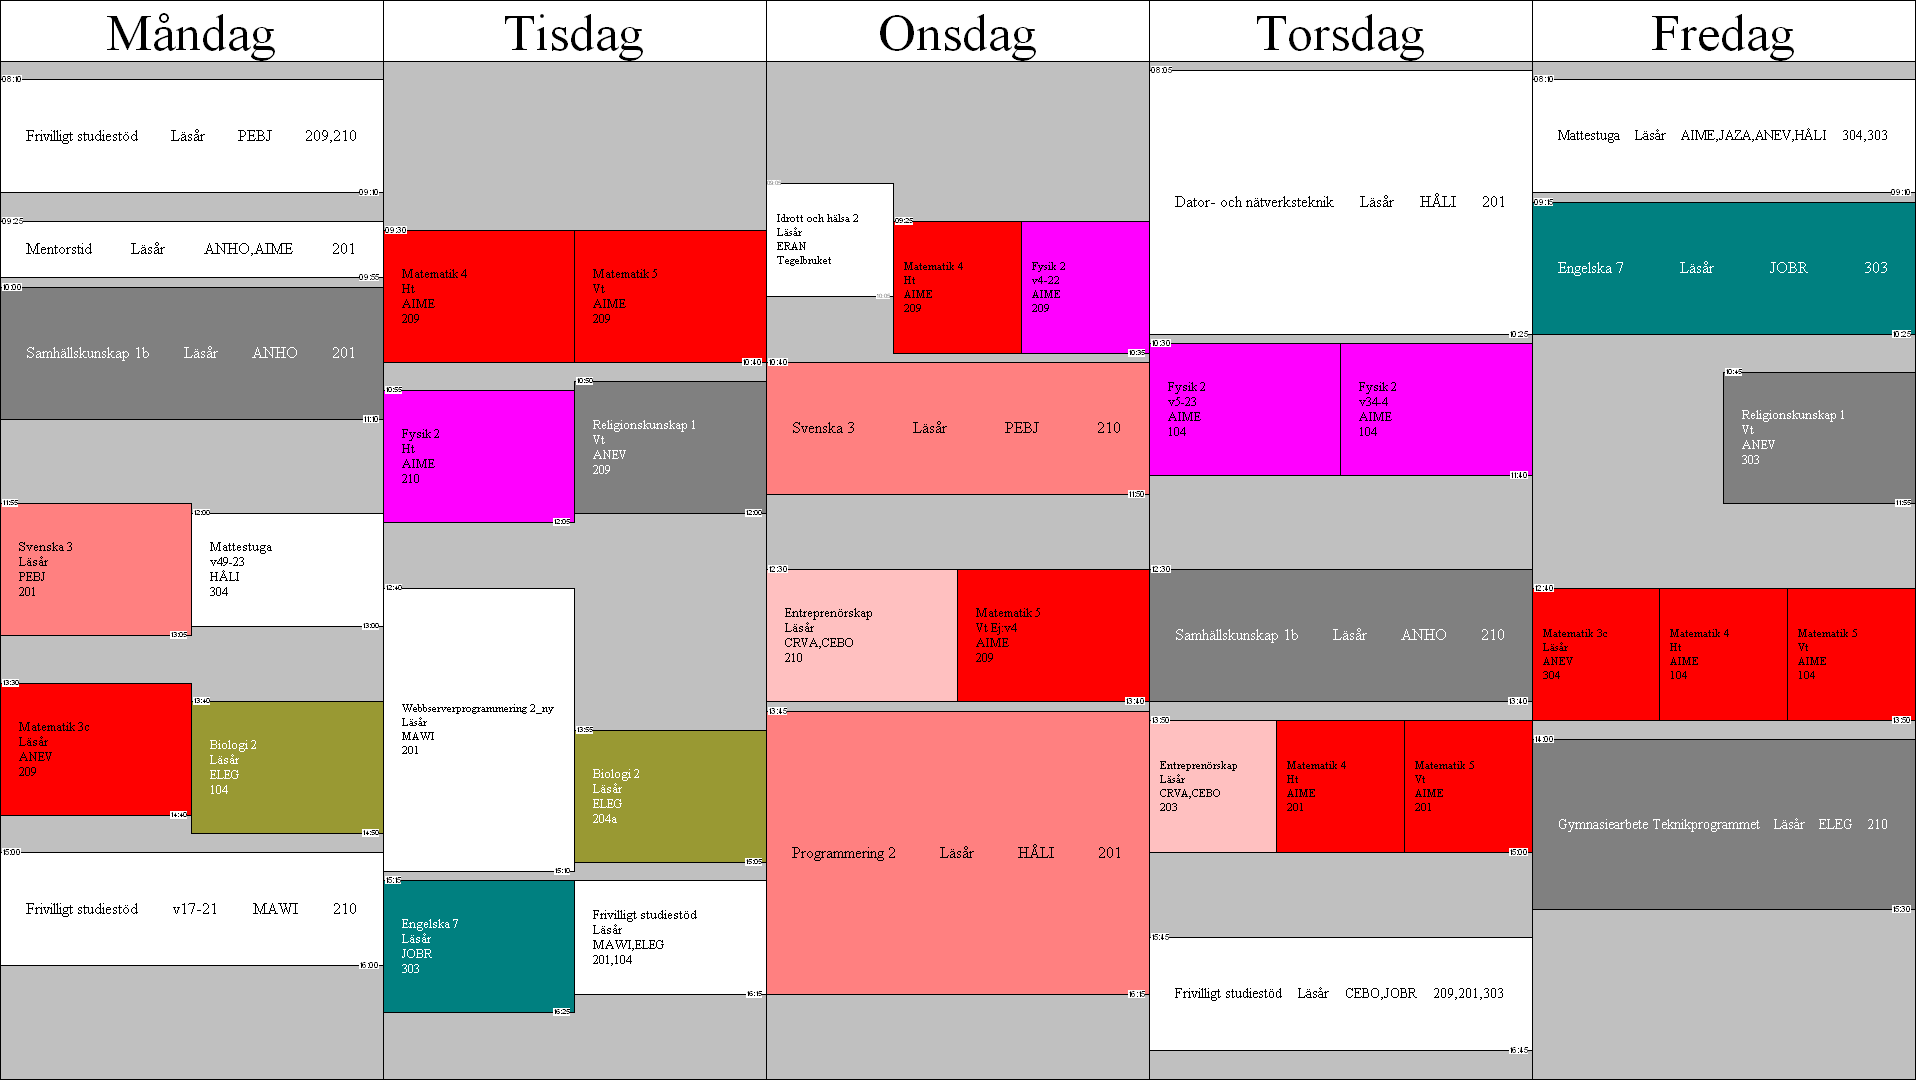 Måndag
Tisdag
Onsdag
Torsdag
Fredag
08:10
Frivilligt studiestöd Läsår PEBJ 209,210
09:10
09:25
Mentorstid Läsår ANHO,AIME 201
09:55
10:00
Samhällskunskap 1b Läsår ANHO 201
11:10
11:55
Svenska 3
Läsår
PEBJ
201
13:05
12:00
Mattestuga
v49-23
HÅLI
304
13:00
13:30
Matematik 3c
Läsår
ANEV
209
14:40
13:40
Biologi 2
Läsår
ELEG
104
14:50
15:00
Frivilligt studiestöd v17-21 MAWI 210
16:00
09:30
Matematik 4
Ht
AIME
209
Matematik 5
Vt
AIME
209
10:40
10:55
Fysik 2
Ht
AIME
210
12:05
10:50
Religionskunskap 1
Vt
ANEV
209
12:00
12:40
Webbserverprogrammering 2_ny
Läsår
MAWI
201
15:10
13:55
Biologi 2
Läsår
ELEG
204a
15:05
15:15
Engelska 7
Läsår
JOBR
303
16:25
Frivilligt studiestöd
Läsår
MAWI,ELEG
201,104
16:15
09:05
Idrott och hälsa 2
Läsår
ERAN
Tegelbruket
10:05
09:25
Matematik 4
Ht
AIME
209
Fysik 2
v4-22
AIME
209
10:35
10:40
Svenska 3 Läsår PEBJ 210
11:50
12:30
Entreprenörskap
Läsår
CRVA,CEBO
210
Matematik 5
Vt Ej:v4
AIME
209
13:40
13:45
Programmering 2 Läsår HÅLI 201
16:15
08:05
Dator- och nätverksteknik Läsår HÅLI 201
10:25
10:30
Fysik 2
v5-23
AIME
104
Fysik 2
v34-4
AIME
104
11:40
12:30
Samhällskunskap 1b Läsår ANHO 210
13:40
13:50
Entreprenörskap
Läsår
CRVA,CEBO
203
Matematik 4
Ht
AIME
201
Matematik 5
Vt
AIME
201
15:00
15:45
Frivilligt studiestöd Läsår CEBO,JOBR 209,201,303
16:45
08:10
Mattestuga Läsår AIME,JAZA,ANEV,HÅLI 304,303
09:10
09:15
Engelska 7 Läsår JOBR 303
10:25
10:45
Religionskunskap 1
Vt
ANEV
303
11:55
12:40
Matematik 3c
Läsår
ANEV
304
Matematik 4
Ht
AIME
104
Matematik 5
Vt
AIME
104
13:50
14:00
Gymnasiearbete Teknikprogrammet Läsår ELEG 210
15:30